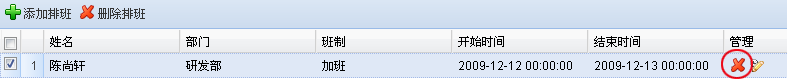 添加排班 删除排班
姓名 部门 班制 开始时间 结束时间 管理
1 陈尚轩 研发部 加班 2009-12-12 00:00:00 2009-12-13 00:00:00